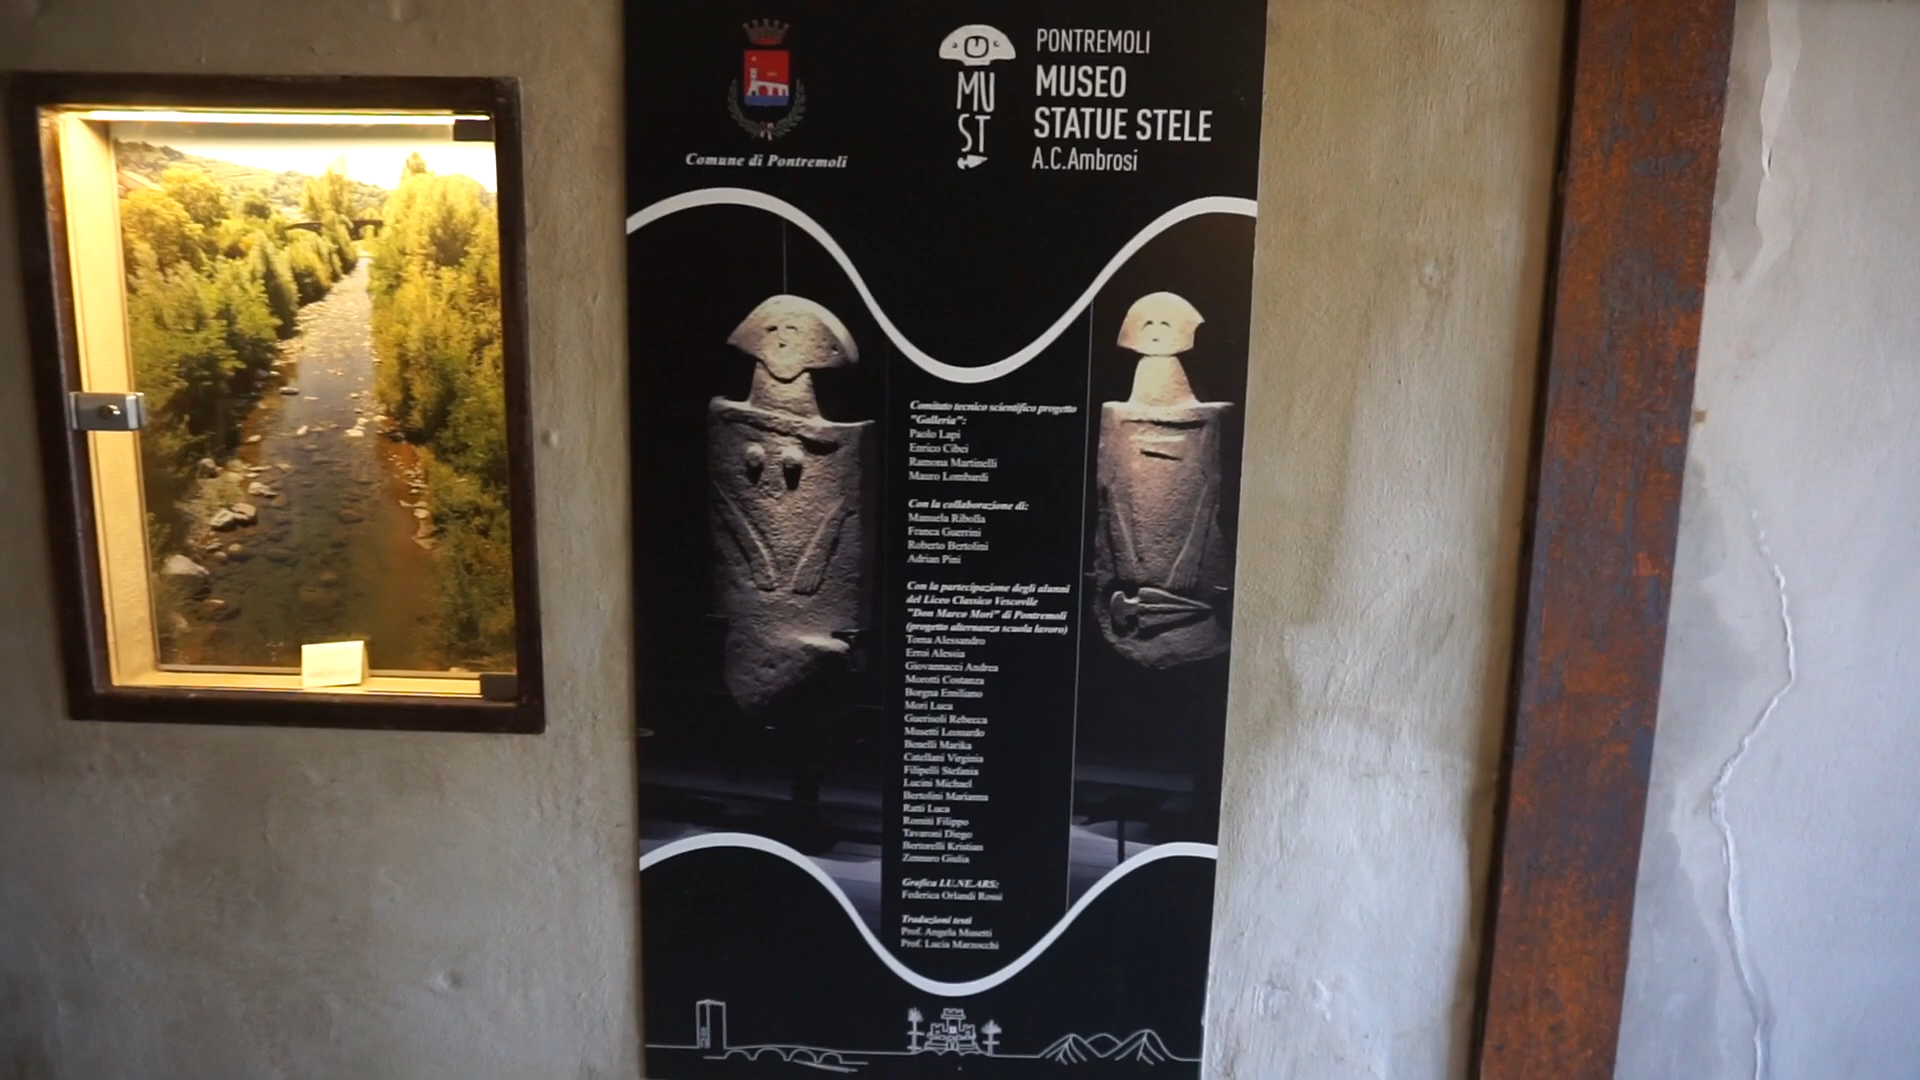 Comune di Pontremoli
MU
ST
PONTREMOLI
MUSEO
STATUE STELE
A.C.Ambrosi
Comitato tecnico scientifico progetto
"Galleria":
Paolo Lapi
Enrico Cibei
Ramona Martinelli
Mauro Lombardi
Con la collaborazione di:
Manuela Ribolla
Franca Guerrini
Roberto Bertolini
Adrian Pini
Con la partecipazione degli alunni
del Liceo Classico Vescovile
"Don Marco Mori" di Pontremoli
(progetto alternanza scuola lavoro)
Toma Alessandro
Errui Alessia
Giovannacci Andrea
Morotti Costanza
Borgna Emiliano
Mori Luca
Guerisoli Rebecca
Musetti Leonardo
Benelli Marika
Catellani Virginia
Filipelli Stefania
Lucini Michael
Bertolini Marianna
Ratti Luca
Romiti Filippo
Tavaroni Diego
Bertorelli Kristian
Zennaro Giulia
Grafica LU.NE.ARS:
Federica Orlandi Rossi
Traduzioni testi
Prof. Angela Musetti
Prof. Lucia Marzocchi